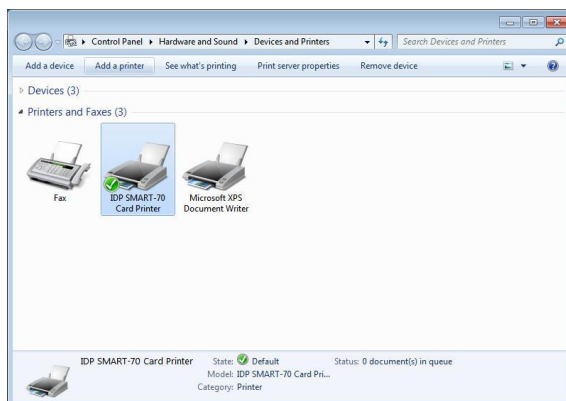 Control Panel ▸ Hardware and Sound ▸ Devices and Printers
Search Devices and Printers
Add a device Add a printer See what's printing Print server properties Remove device
Devices (3)
Printers and Faxes (3)
Fax
IDP SMART-70
Card Printer
Microsoft XPS
Document Writer
IDP SMART-70 Card Printer State: Default Status: 0 document(s) in queue
Model: IDP SMART-70 Card Pri...
Category: Printer